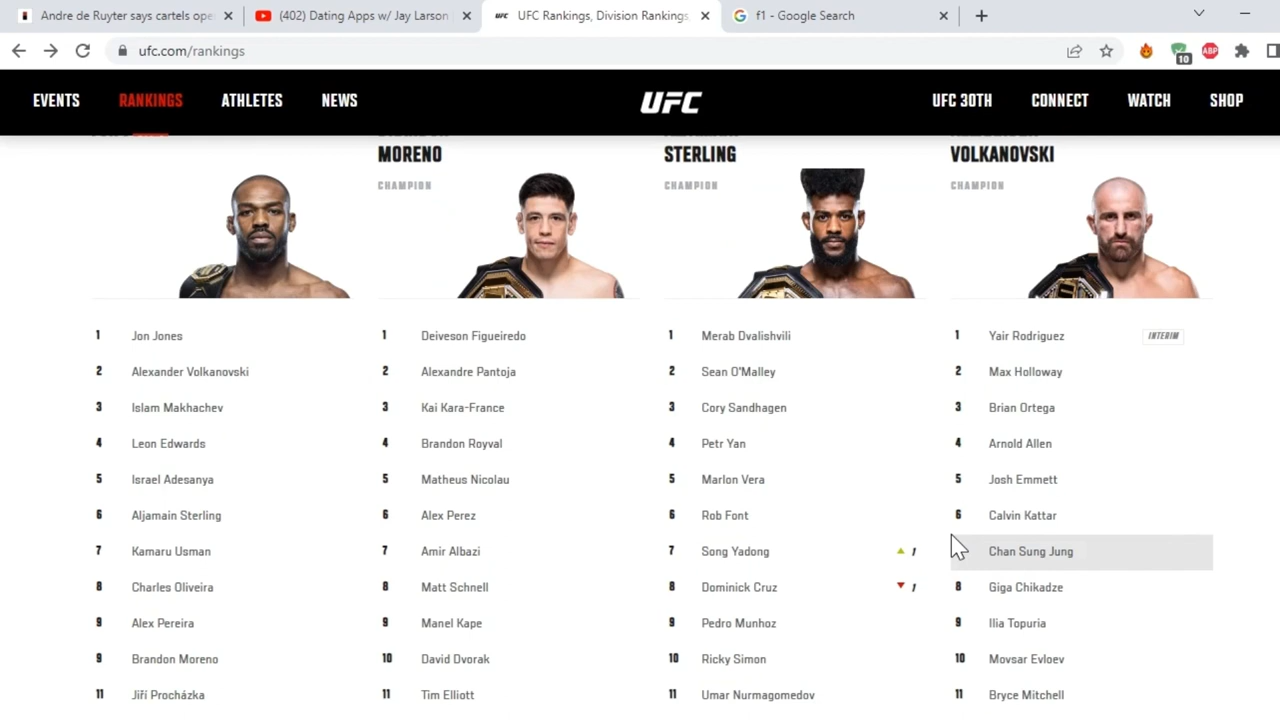 Andre de Ruyter says cartels ope
(402) Dating Apps w/ Jay Larson
UFC Rankings, Division Rankings,
f1 - Google Search
ufc.com/rankings
10
ABP
EVENTS RANKINGS ATHLETES NEWS UFC UFC 30TH CONNECT WATCH SHOP
MORENO
CHAMPION
STERLING
CHAMPION
VOLKANOVSKI
CHAMPION
1 Jon Jones
2 Alexander Volkanovski
3 Islam Makhachev
4 Leon Edwards
5 Israel Adesanya
6 Aljamain Sterling
7 Kamaru Usman
8 Charles Oliveira
9 Alex Pereira
9 Brandon Moreno
11 Jiří Procházka
1 Deiveson Figueiredo
2 Alexandre Pantoja
3 Kai Kara-France
4 Brandon Royval
5 Matheus Nicolau
6 Alex Perez
7 Amir Albazi
8 Matt Schnell
9 Manel Kape
10 David Dvorak
11 Tim Elliott
1 Merab Dvalishvili
2 Sean O'Malley
3 Cory Sandhagen
4 Petr Yan
5 Marlon Vera
6 Rob Font
7 Song Yadong 1
8 Dominick Cruz 1
9 Pedro Munhoz
10 Ricky Simon
11 Umar Nurmagomedov
1 Yair Rodriguez INTERIM
2 Max Holloway
3 Brian Ortega
4 Arnold Allen
5 Josh Emmett
6 Calvin Kattar
Chan Sung Jung
8 Giga Chikadze
9 Ilia Topuria
10 Movsar Evloev
11 Bryce Mitchell